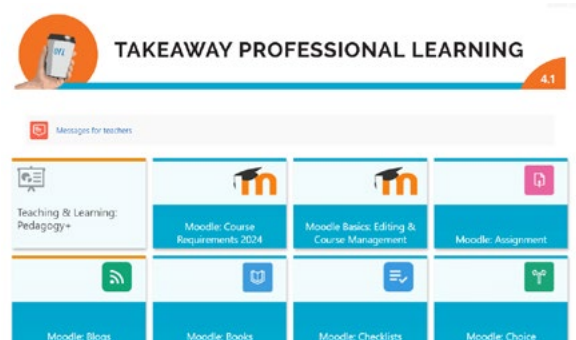 TAKEAWAY PROFESSIONAL LEARNING
4.1
Messages for teachers
Teaching & Learning:
Pedagogy+
Moodle: Course
Requirements 2024
Moodle Basics: Editing &
Course Management
Moodle: Assignment
Moodle: Blogs
Moodle: Books
Moodle: Checklists
Moodle: Choice